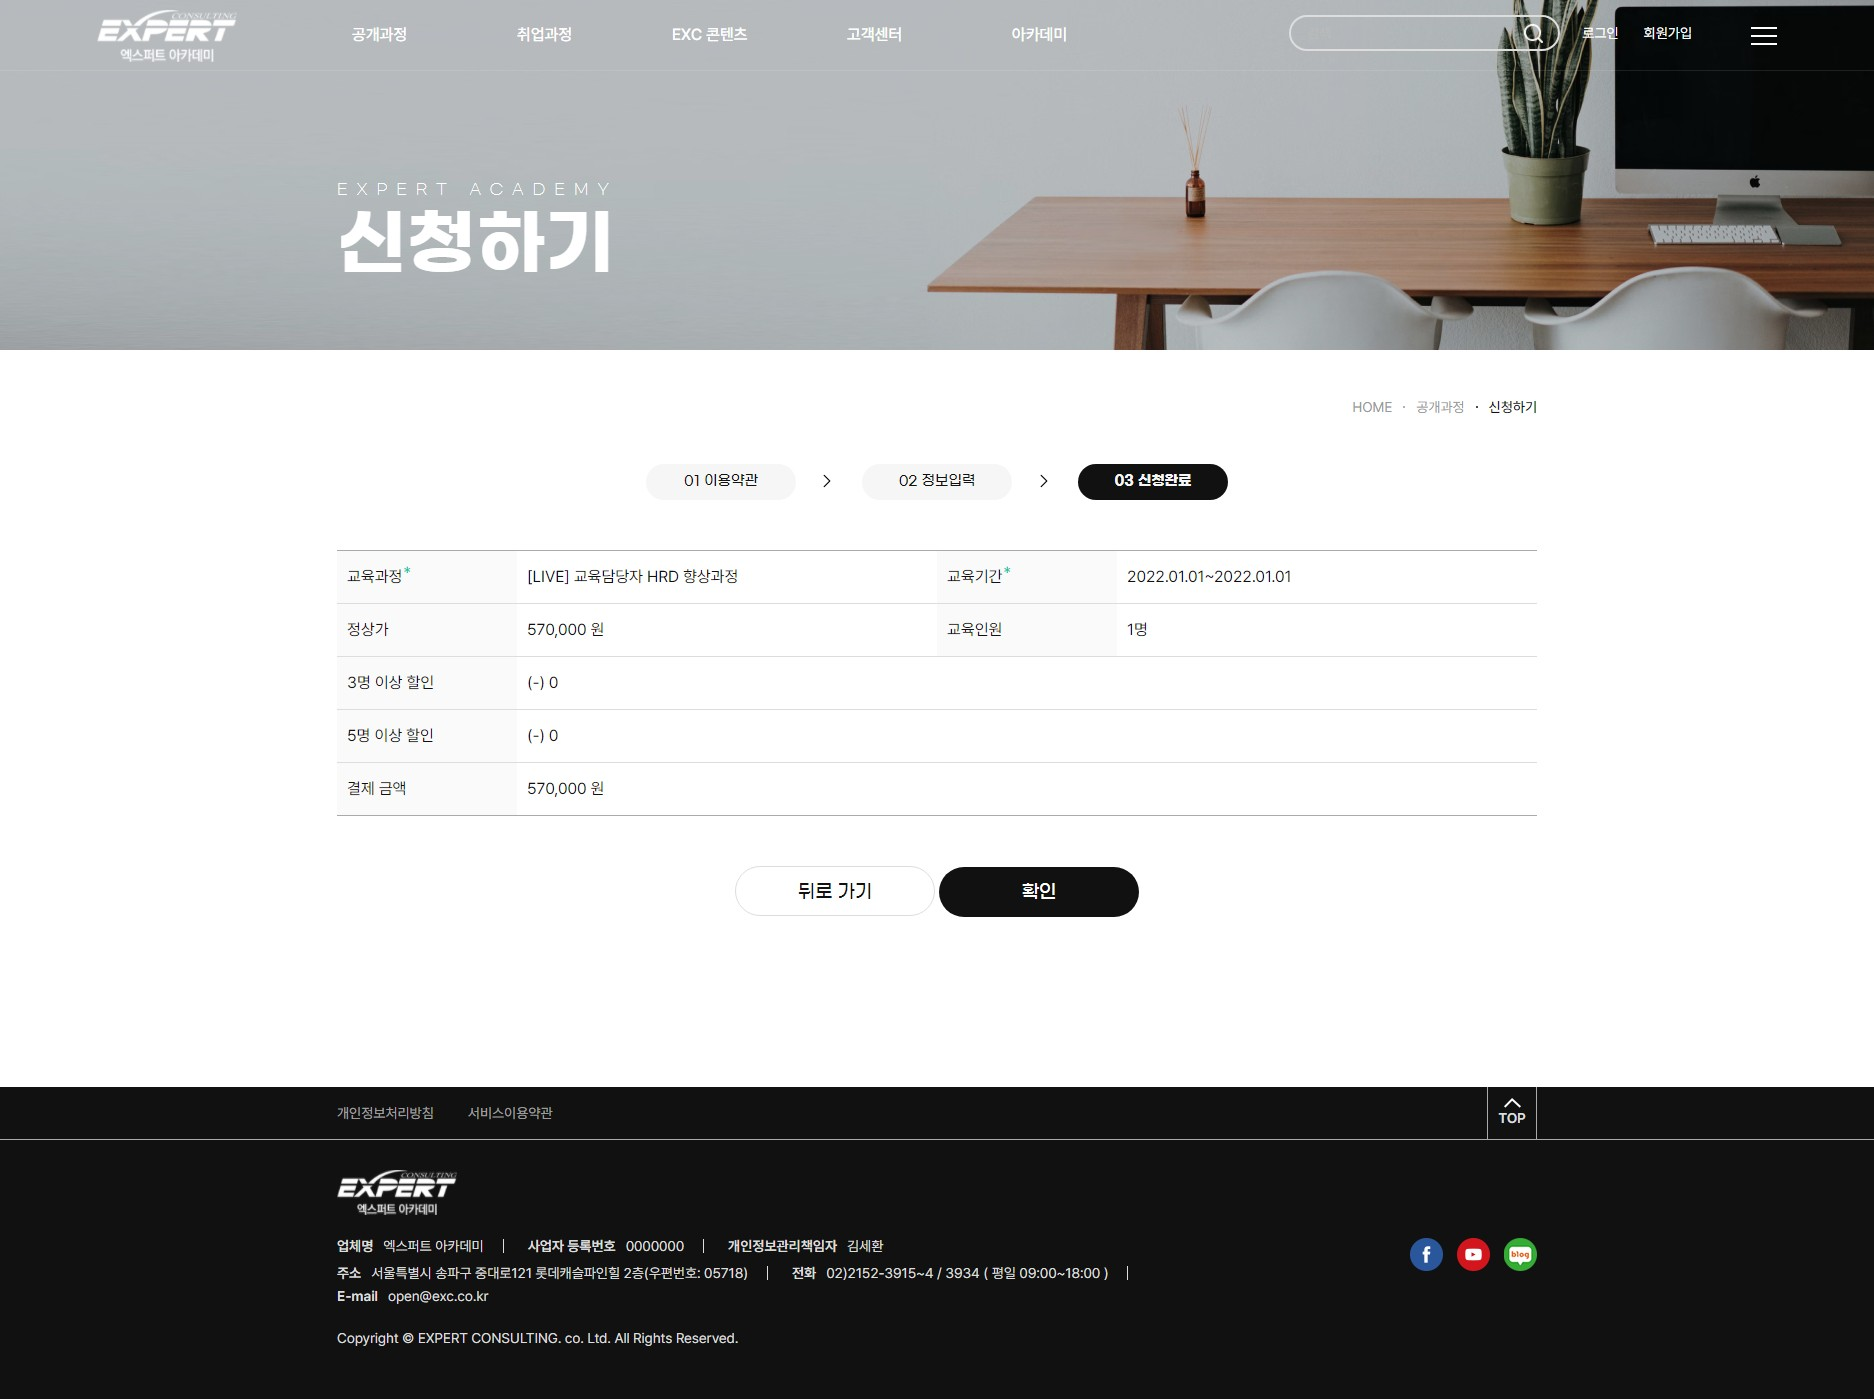 CONSULTING
EXPERT
엑스퍼트 아카데미
공개과정 취업과정 EXC 콘텐츠 고객센터 아카데미
로그인 회원가입
EXPERT ACADEMY
신청하기
HOME · 공개과정 · 신청하기
01 이용약관 > 02 정보입력 > 03 신청완료
교육과정* [LIVE] 교육담당자 HRD 향상과정 교육기간* 2022.01.01~2022.01.01
정상가 570,000 원 교육인원 1명
3명 이상 할인 (-) 0
5명 이상 할인 (-) 0
결제 금액 570,000 원
뒤로 가기 확인
개인정보처리방침 서비스이용약관
TOP
CONSULTING
EXPERT
엑스퍼트 아카데미
업체명 엑스퍼트 아카데미 | 사업자 등록번호 0000000 | 개인정보관리책임자 김세환
주소 서울특별시 송파구 중대로121 롯데캐슬파인힐 2층(우편번호: 05718) | 전화 02)2152-3915~4 / 3934 ( 평일 09:00~18:00 ) |
E-mail open@exc.co.kr
blog
Copyright © EXPERT CONSULTING. co. Ltd. All Rights Reserved.